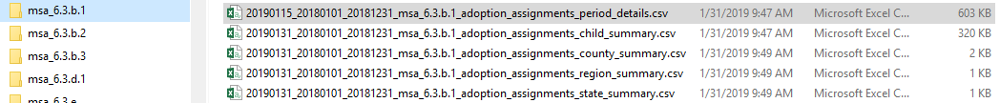 msa_6.3.b.1
msa_6.3.b.2
msa_6.3.b.3
msa_6.3.d.1
msa_6.3.e
20190115_20180101_20181231_msa_6.3.b.1_adoption_assignments_period_details.csv 1/31/2019 9:47 AM Microsoft Excel C... 603 KB
20190131_20180101_20181231_msa_6.3.b.1_adoption_assignments_child_summary.csv 1/31/2019 9:47 AM Microsoft Excel C... 320 KB
20190131_20180101_20181231_msa_6.3.b.1_adoption_assignments_county_summary.csv 1/31/2019 9:49 AM Microsoft Excel C... 2 KB
20190131_20180101_20181231_msa_6.3.b.1_adoption_assignments_region_summary.csv 1/31/2019 9:49 AM Microsoft Excel C... 1 KB
20190131_20180101_20181231_msa_6.3.b.1_adoption_assignments_state_summary.csv 1/31/2019 9:49 AM Microsoft Excel C... 1 KB